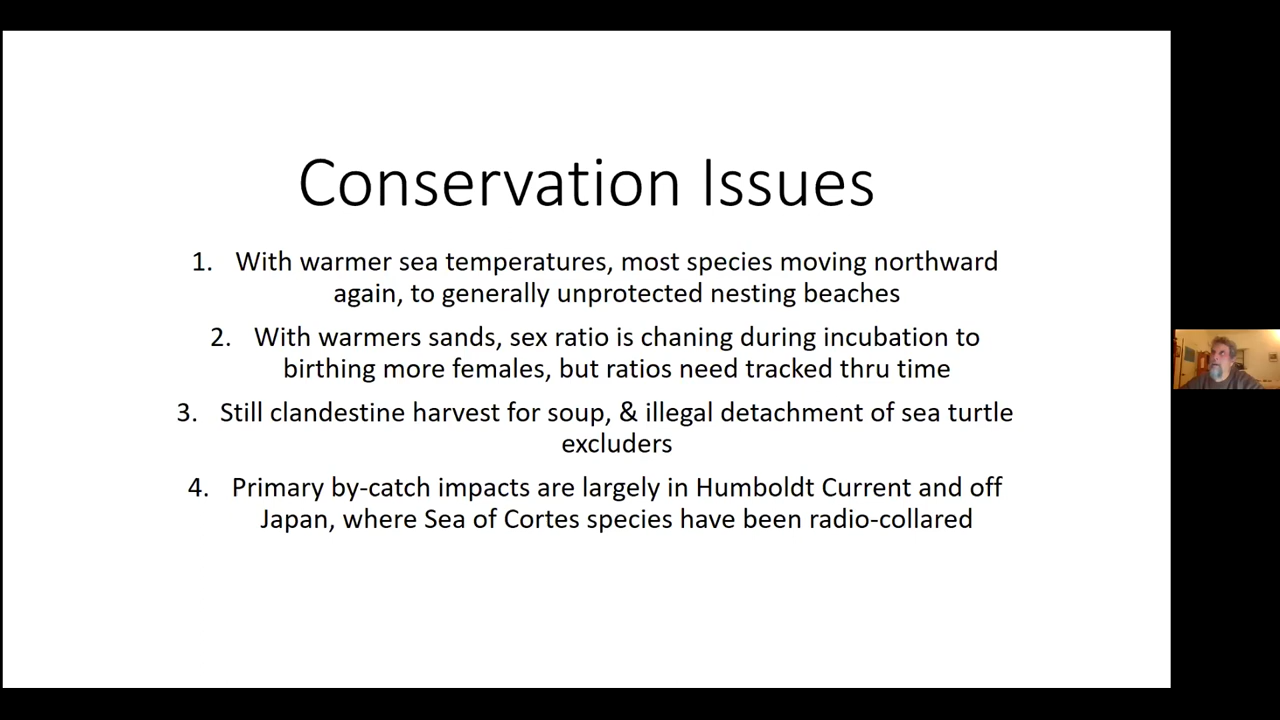 Conservation Issues
1. With warmer sea temperatures, most species moving northward
again, to generally unprotected nesting beaches
2. With warmers sands, sex ratio is chaning during incubation to
birthing more females, but ratios need tracked thru time
3. Still clandestine harvest for soup, & illegal detachment of sea turtle
excluders
4. Primary by-catch impacts are largely in Humboldt Current and off
Japan, where Sea of Cortes species have been radio-collared